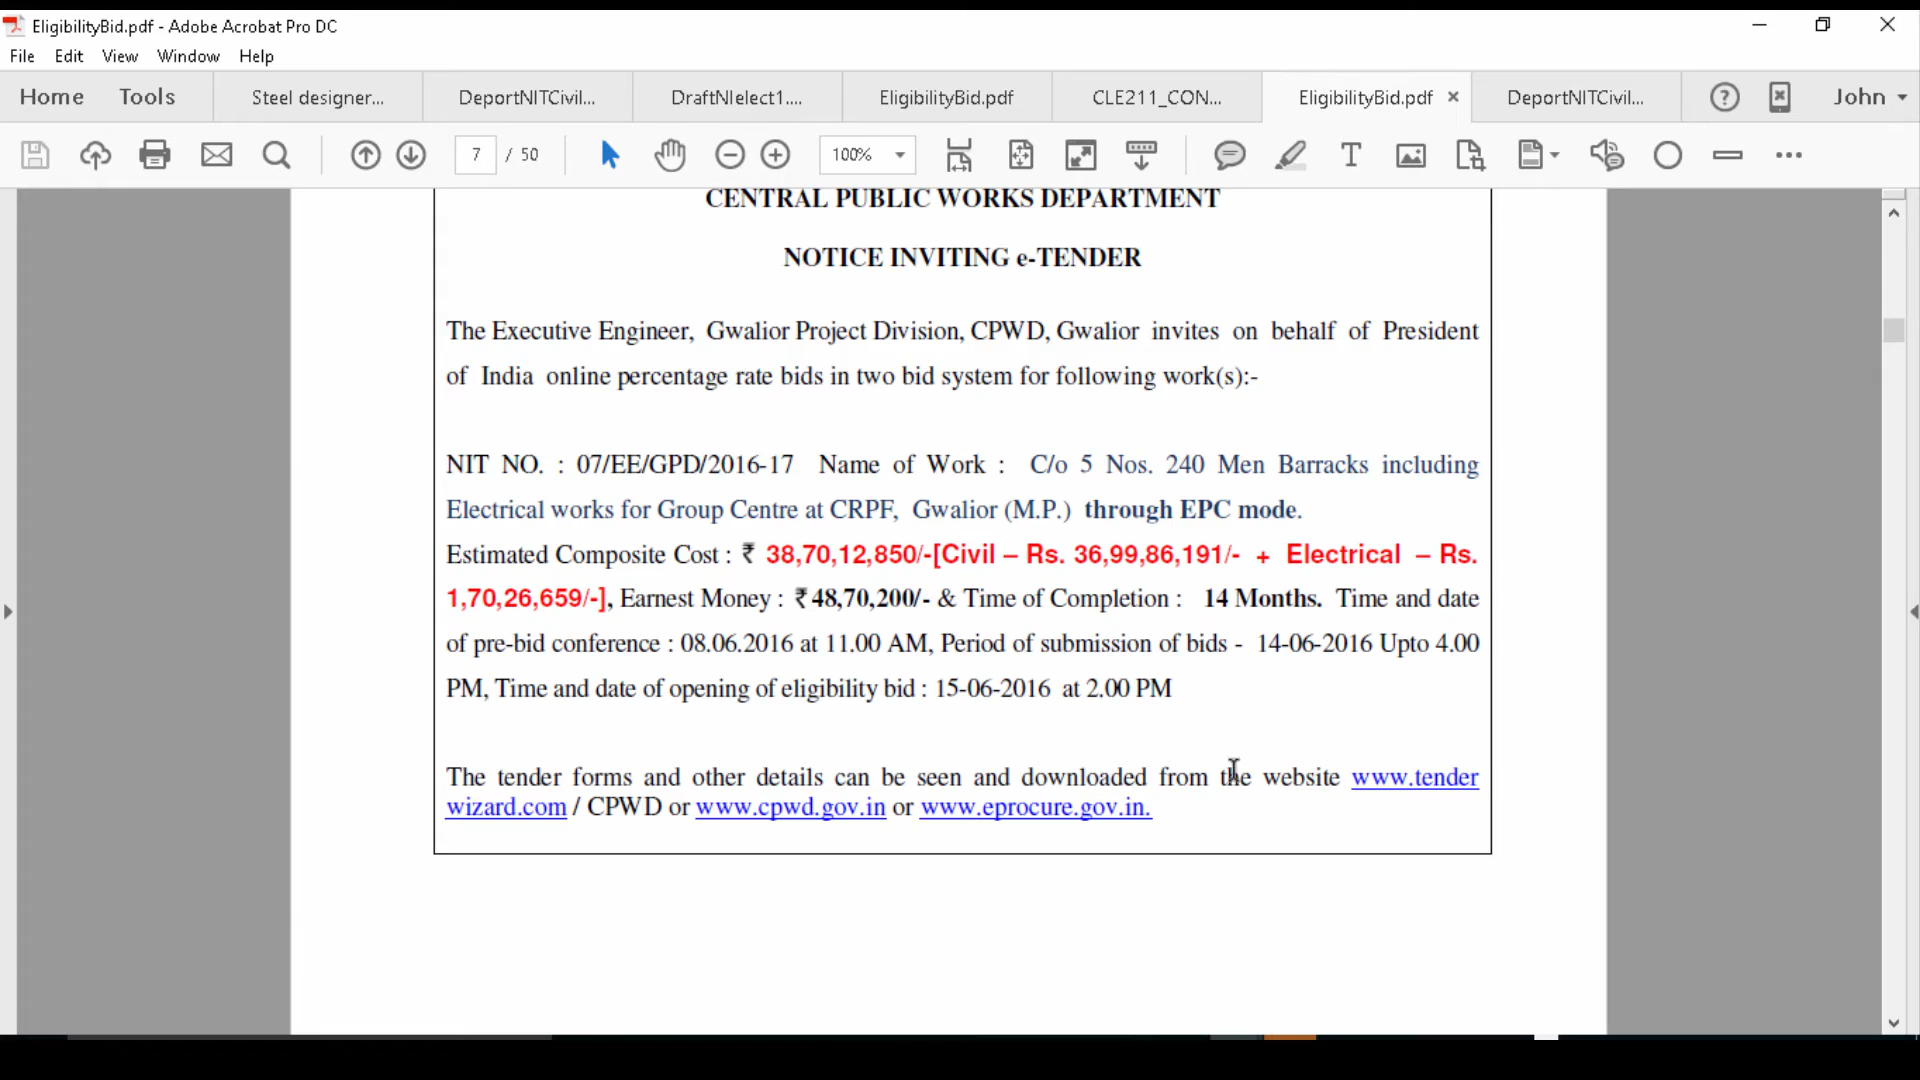 EligibilityBid.pdf - Adobe Acrobat Pro DC
File Edit View Window Help
Home Tools Steel designer... DeportNITCivil... DraftNIelect1.... EligibilityBid.pdf CLE211_CON... EligibilityBid.pdf DeportNITCivil... John
7 / 50 100%
CENTRAL PUBLIC WORKS DEPARTMENT
NOTICE INVITING e-TENDER
The Executive Engineer, Gwalior Project Division, CPWD, Gwalior invites on behalf of President
of India online percentage rate bids in two bid system for following work(s):-
NIT NO. : 07/EE/GPD/2016-17 Name of Work : C/o 5 Nos. 240 Men Barracks including
Electrical works for Group Centre at CRPF, Gwalior (M.P.) through EPC mode.
Estimated Composite Cost : ₹ 38,70,12,850/-[Civil – Rs. 36,99,86,191/- + Electrical – Rs.
1,70,26,659/-], Earnest Money : ₹ 48,70,200/- & Time of Completion : 14 Months. Time and date
of pre-bid conference : 08.06.2016 at 11.00 AM, Period of submission of bids - 14-06-2016 Upto 4.00
PM, Time and date of opening of eligibility bid : 15-06-2016 at 2.00 PM
The tender forms and other details can be seen and downloaded from the website www.tender
wizard.com / CPWD or www.cpwd.gov.in or www.eprocure.gov.in.